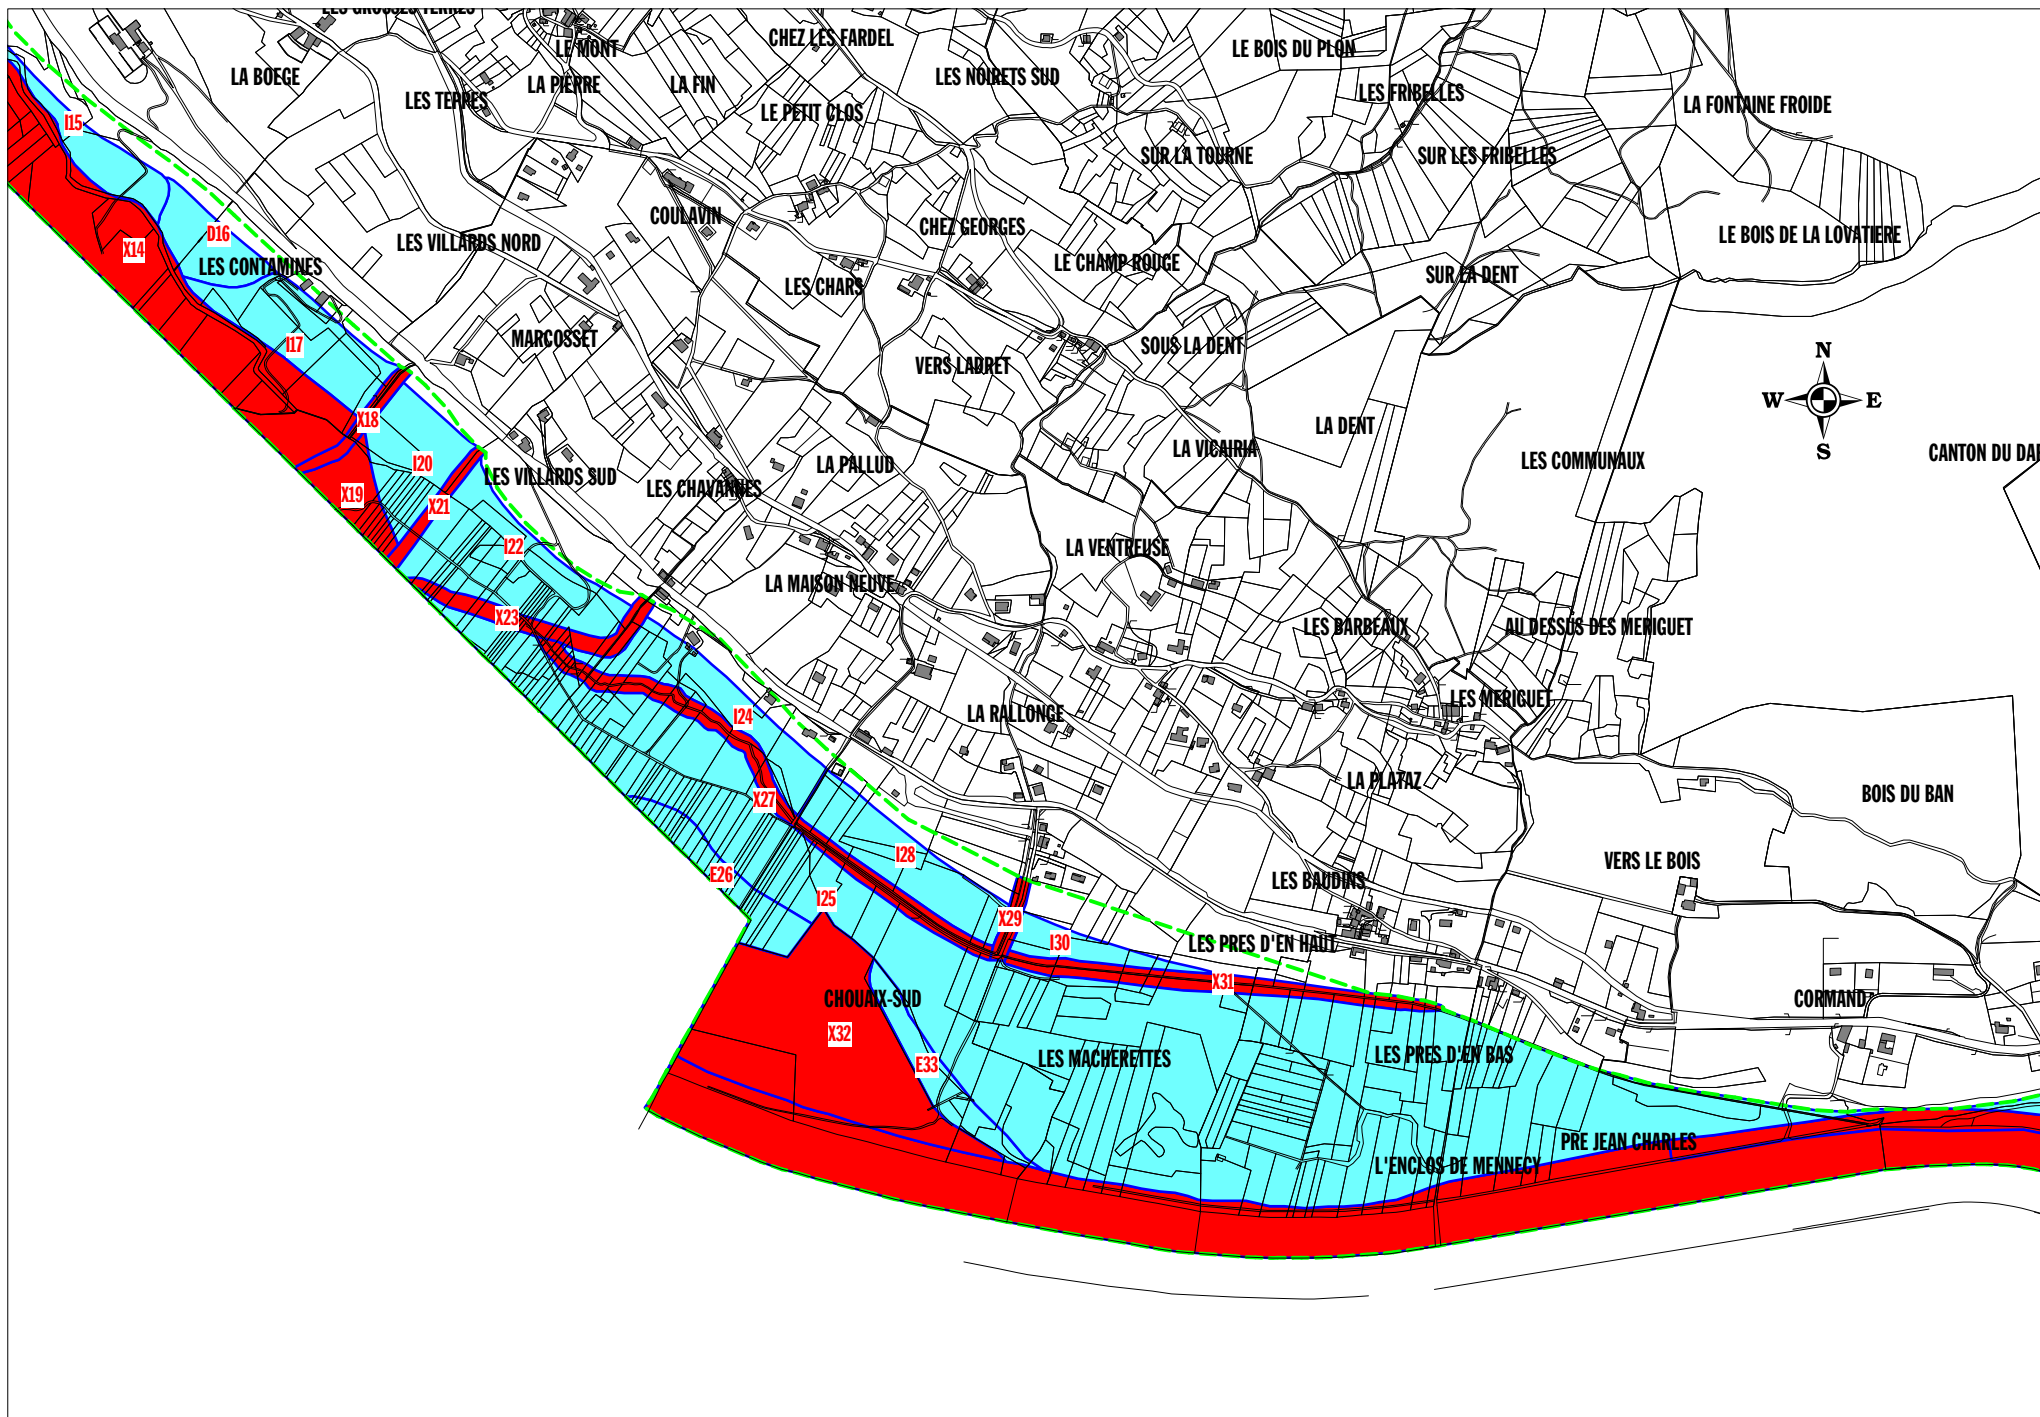 LES GROSSES TERRES
LE MONT
CHEZ LES FARDEL
LE BOIS DU PLON
LA BOEGE
LES TEPPES
LA PIERRE
LA FIN
LES NOIRETS SUD
LES FRIBELLES
LA FONTAINE FROIDE
LE PETIT CLOS
I15
SUR LA TOURNE
SUR LES FRIBELLES
COULAVIN
X14
D16
LES VILLARDS NORD
CHEZ GEORGES
LE BOIS DE LA LOVATIERE
LES CONTAMINES
LE CHAMP ROUGE
SUR LA DENT
LES CHARS
I17
MARCOSSET
SOUS LA DENT
N
VERS LADRET
W
E
X18
LA DENT
S
LA VICAIRIA
I20
LES VILLARDS SUD
LA PALLUD
LES COMMUNAUX
CANTON DU
X19
LES CHAVANNES
X21
I22
LA VENTREUSE
LA MAISON NEUVE
X23
LES BARBEAUX
AU DESSUS DES MERIGUET
I24
LA RALLONGE
LES MERIGUET
X27
LA PLATAZ
BOIS DU BAN
I28
VERS LE BOIS
E26
LES BAUDINS
I25
X29
I30
LES PRES D'EN HAUT
X31
CHOUAIX-SUD
CORMAND
X32
E33
LES MACHERETTES
LES PRES D'EN BAS
PRE JEAN CHARLES
L'ENCLOS DE MENNECY